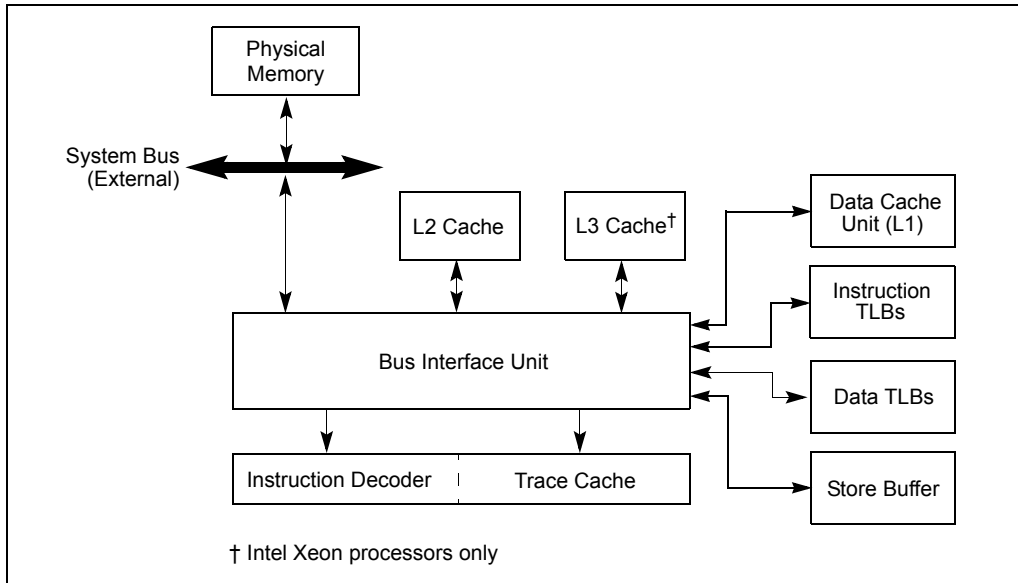 Physical
Memory
System Bus
(External)
L2 Cache
L3 Cache†
Data Cache
Unit (L1)
Instruction
TLBs
Bus Interface Unit
Data TLBs
Instruction Decoder
Trace Cache
Store Buffer
† Intel Xeon processors only